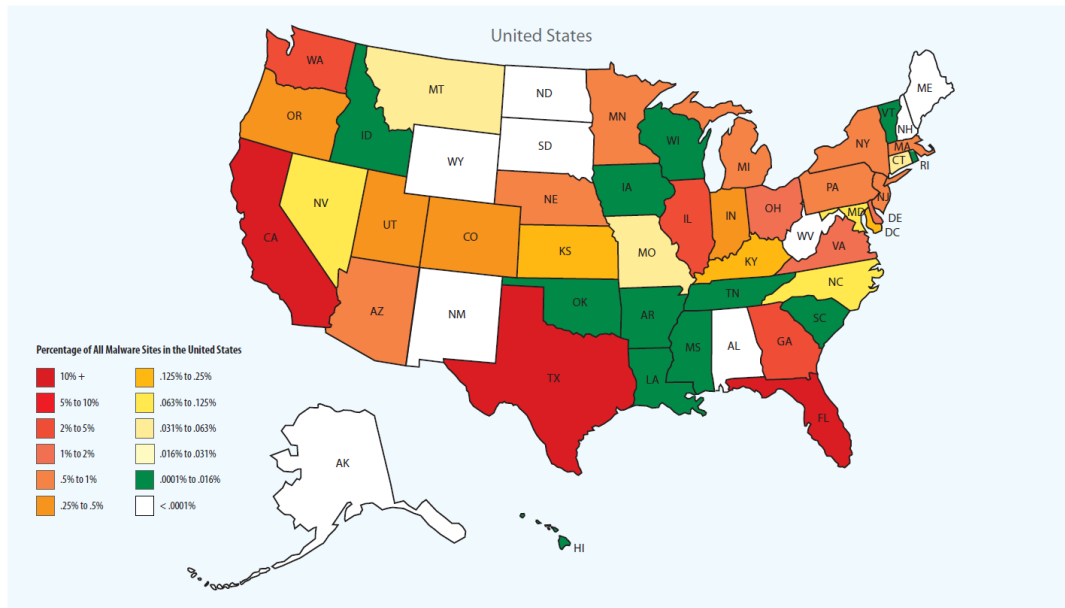 United States
WA
MT
ND
MN
ME
VT
NH
OR
ID
SD
WI
NY
MA
CT
RI
WY
MI
IA
NE
PA
NJ
NV
UT
CO
IL
IN
OH
MD
DE
DC
CA
KS
MO
WV
VA
KY
AZ
NM
OK
AR
TN
NC
SC
MS
AL
GA
TX
LA
FL
Percentage of All Malware Sites in the United States
10% +
5% to 10%
2% to 5%
1% to 2%
.5% to 1%
.25% to .5%
.125% to .25%
.063% to .125%
.031% to .063%
.016% to .031%
.0001% to .016%
< .0001%
AK
HI